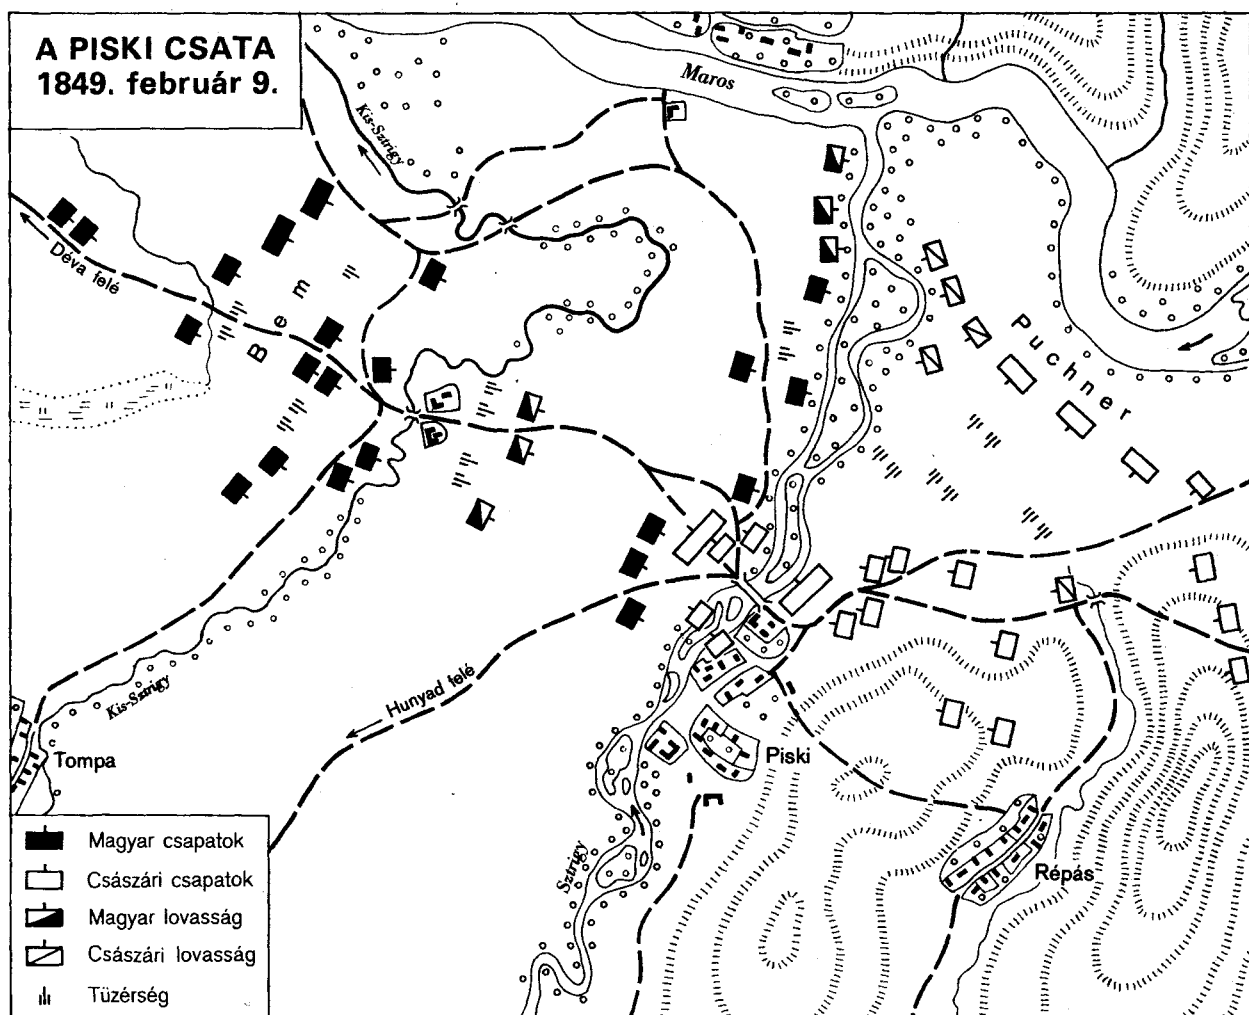 A PISKI CSATA
1849. február 9.
Maros
Kis-Sztrigy
Déva felé
Bem
Puchner
Hunyad felé
Kis-Sztrigy
Tompa
Piski
Sztrigy
Répás
Magyar csapatok
Császári csapatok
Magyar lovasság
Császári lovasság
Tüzérség